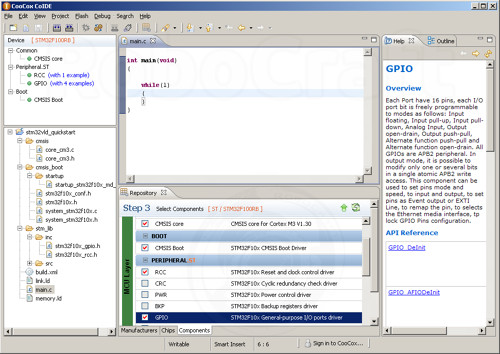 CooCox CoIDE
File Edit View Project Flash Debug Search Help
Device [ STM32F100RB ]
Common
CMSIS core
Peripheral.ST
RCC (with 1 example)
GPIO (with 4 examples)
Boot
CMSIS Boot
stm32vld_quickstart
cmsis
core_cm3.c
core_cm3.h
cmsis_boot
startup
startup_stm32f10x_md_
stm32f10x_conf.h
stm32f10x.h
system_stm32f10x.c
system_stm32f10x.h
stm_lib
inc
stm32f10x_gpio.h
stm32f10x_rcc.h
src
build.xml
link.ld
main.c
memory.ld
main.c
int main(void)
{
while(1)
{
}
}
Repository
Step 3 Select Components [ ST / STM32F100RB ]
MCU Layer
CMSIS core CMSIS core for Cortex M3 V1.30
BOOT
CMSIS Boot STM32F10x CMSIS Boot Driver
PERIPHERAL.ST
RCC STM32F10x Reset and clock control driver
CRC STM32F10x Cyclic redundancy check driver
PWR STM32F10x Power control driver
BKP STM32F10x Backup registers driver
GPIO STM32F10x General-purpose I/O ports driver
Manufacturers Chips Components
Help Outline
GPIO
Overview
Each Port have 16 pins, each I/O
port bit is freely programmable
to modes as follows: Input
floating, Input pull-up, Input pull-
down, Analog Input, Output
open-drain, Output push-pull,
Alternate function push-pull and
Alternate function open-drain. All
GPIOs are APB2 peripheral. In
output mode, it is possible to
modify only one or several bits
in a single atomic APB2 write
access. This component can be
used to set pins mode and
speed, to input and output, to set
pins as Event output or EXTI
Line, to remap the pin, to selects
the Ethernet media interface, tp
lock GPIO Pins configuration.
API Reference
GPIO_DeInit
GPIO_AFIODeInit
Writable Smart Insert 6 : 6 Sign in to CooCox...